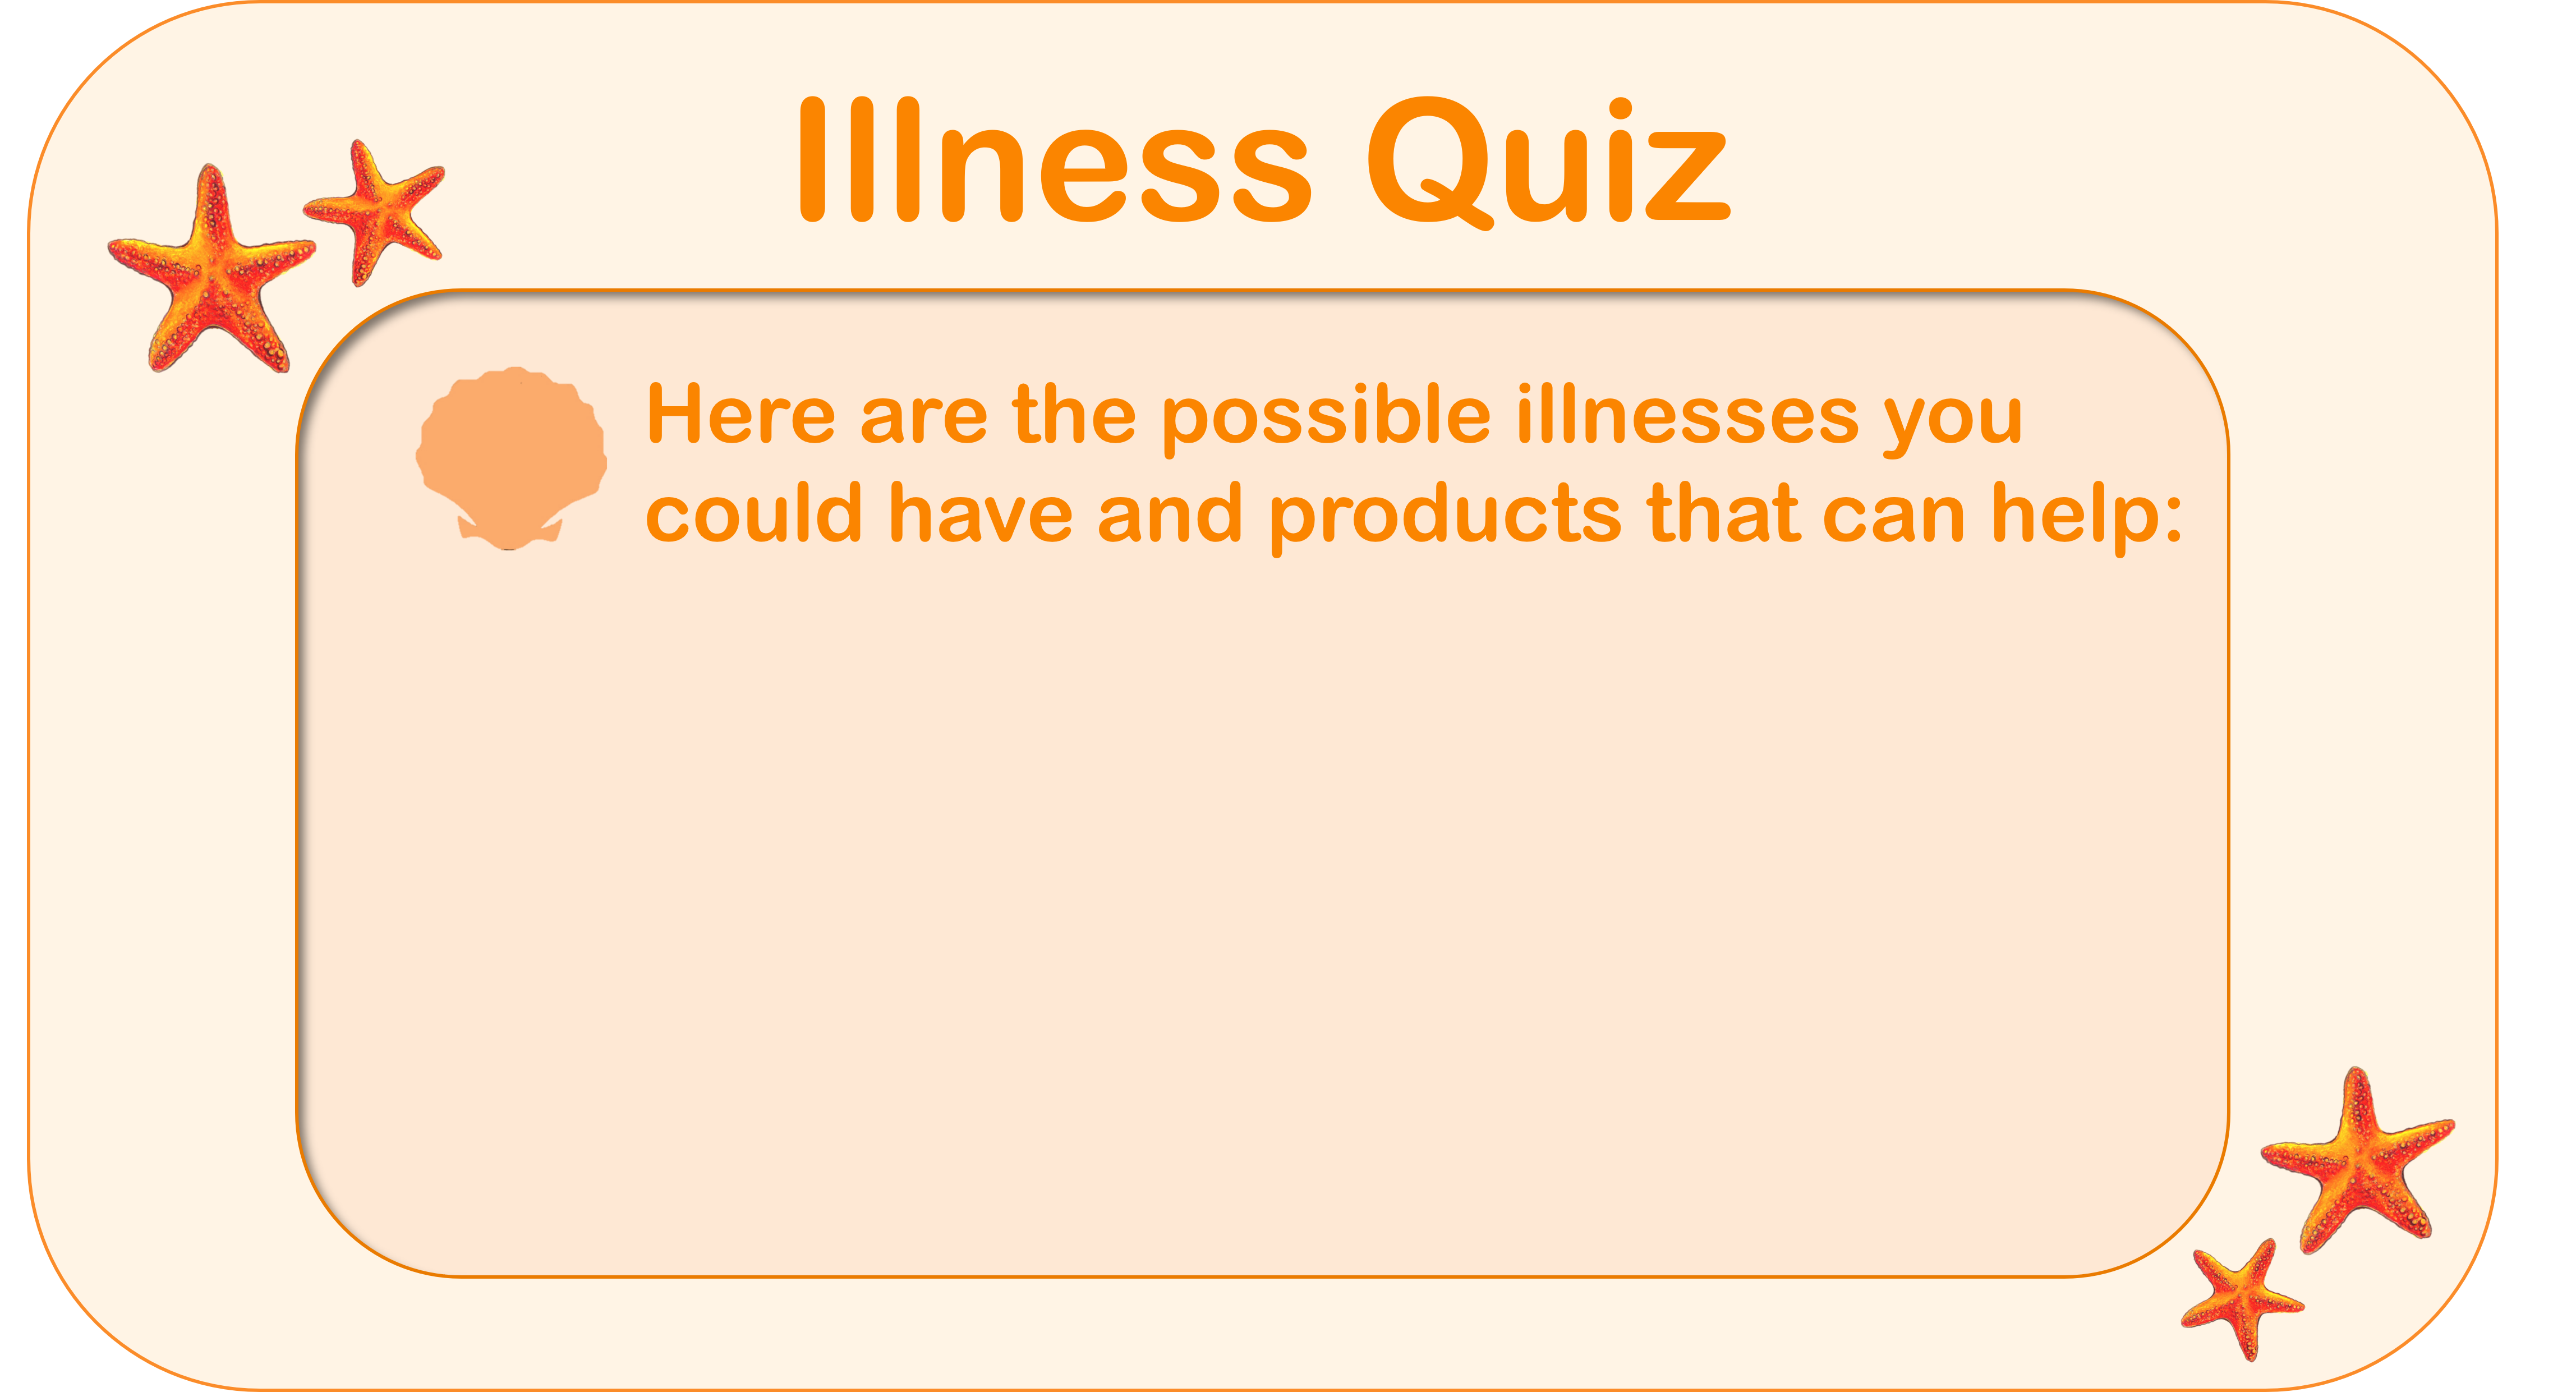 Illness Quiz
Here are the possible illnesses you
could have and products that can help: